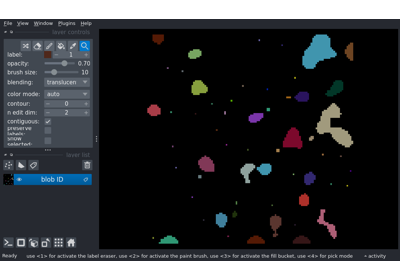 File View Window Plugins Help
layer controls
label: 1
opacity: 0.70
brush size: 10
blending: translucen
color mode: auto
contour: 0
n edit dim: 2
contiguous:
preserve
labels:
show
selected:
layer list
blob ID
Ready use <1> for activate the label eraser, use <2> for activate the paint brush, use <3> for activate the fill bucket, use <4> for pick mode activity